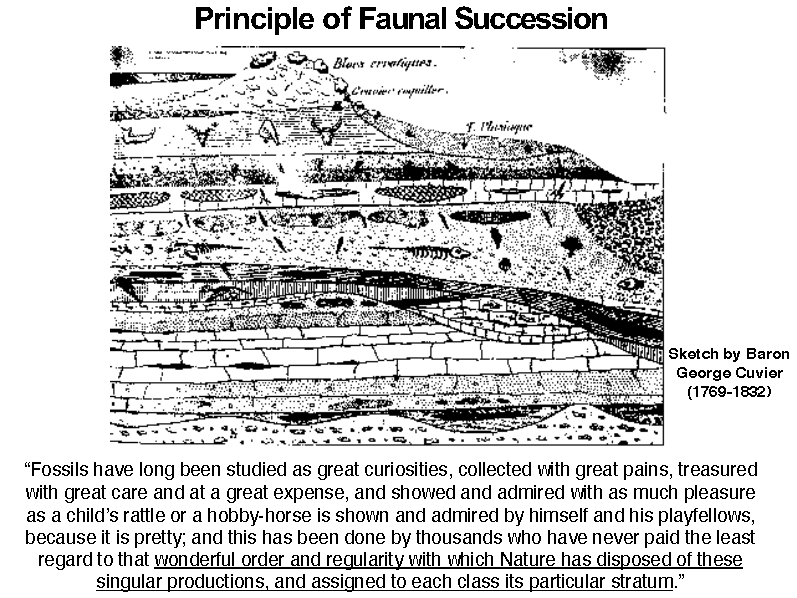 Principle of Faunal Succession
Blocs erratiques.
Gravier coquiller.
T. Plusiaque
Sketch by Baron
George Cuvier
(1769-1832)
“Fossils have long been studied as great curiosities, collected with great pains, treasured
with great care and at a great expense, and showed and admired with as much pleasure
as a child’s rattle or a hobby-horse is shown and admired by himself and his playfellows,
because it is pretty; and this has been done by thousands who have never paid the least
regard to that wonderful order and regularity with which Nature has disposed of these
singular productions, and assigned to each class its particular stratum.”